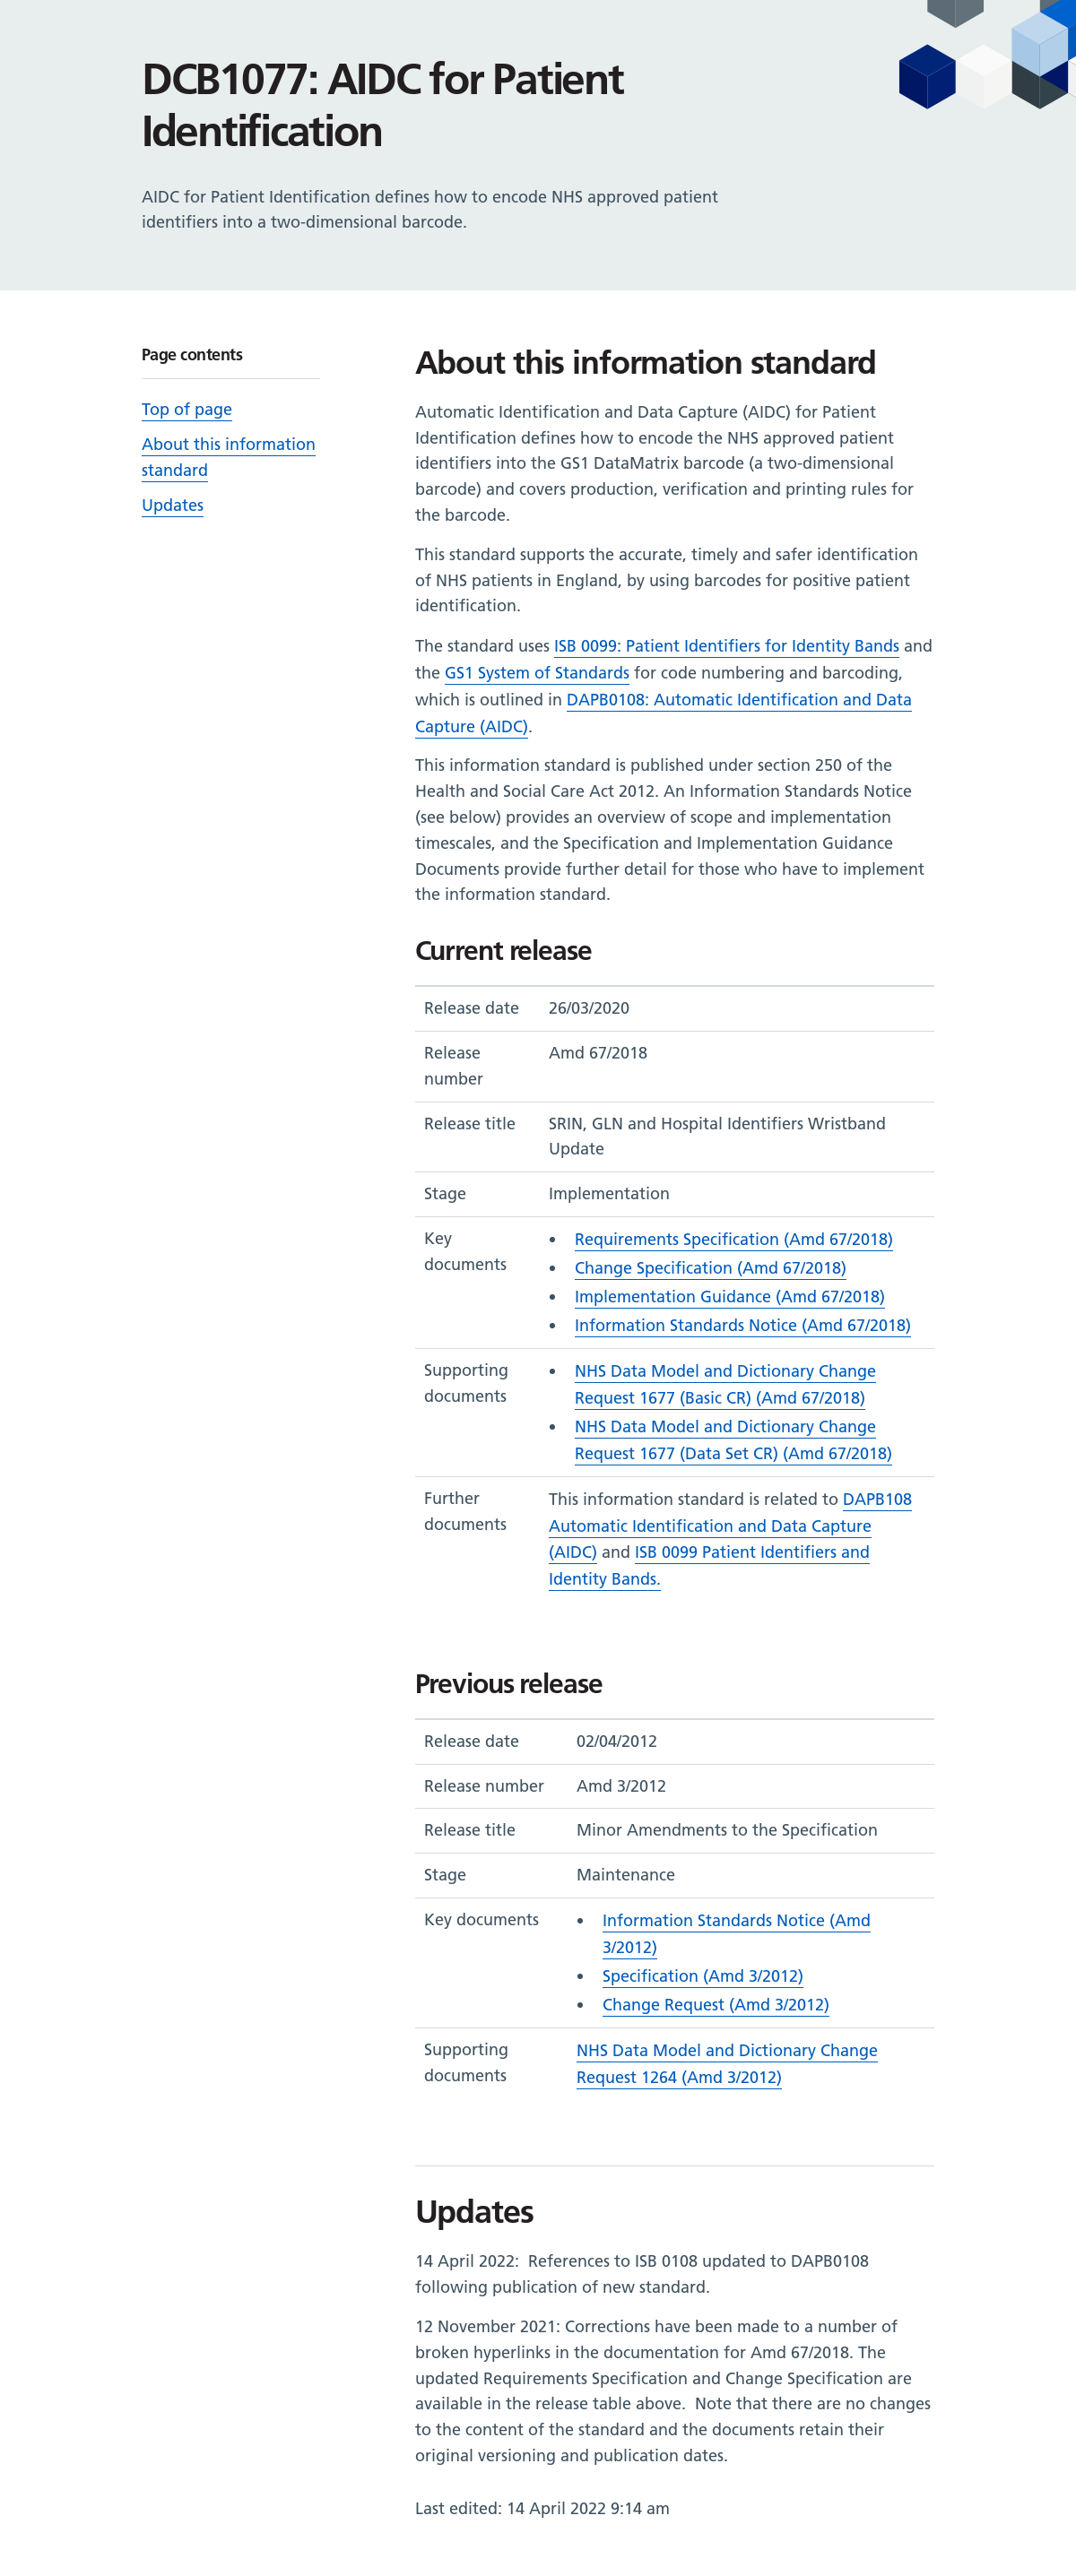 DCB1077: AIDC for Patient
Identification
AIDC for Patient Identification defines how to encode NHS approved patient
identifiers into a two-dimensional barcode.
Page contents
Top of page
About this information
standard
Updates
About this information standard
Automatic Identification and Data Capture (AIDC) for Patient
Identification defines how to encode the NHS approved patient
identifiers into the GS1 DataMatrix barcode (a two-dimensional
barcode) and covers production, verification and printing rules for
the barcode.
This standard supports the accurate, timely and safer identification
of NHS patients in England, by using barcodes for positive patient
identification.
The standard uses ISB 0099: Patient Identifiers for Identity Bands and
the GS1 System of Standards for code numbering and barcoding,
which is outlined in DAPB0108: Automatic Identification and Data
Capture (AIDC).
This information standard is published under section 250 of the
Health and Social Care Act 2012. An Information Standards Notice
(see below) provides an overview of scope and implementation
timescales, and the Specification and Implementation Guidance
Documents provide further detail for those who have to implement
the information standard.
Current release
Release date 26/03/2020
Release Amd 67/2018
number
Release title SRIN, GLN and Hospital Identifiers Wristband
Update
Stage Implementation
Key
documents
• Requirements Specification (Amd 67/2018)
• Change Specification (Amd 67/2018)
• Implementation Guidance (Amd 67/2018)
• Information Standards Notice (Amd 67/2018)
Supporting
documents
• NHS Data Model and Dictionary Change
Request 1677 (Basic CR) (Amd 67/2018)
• NHS Data Model and Dictionary Change
Request 1677 (Data Set CR) (Amd 67/2018)
Further
documents
This information standard is related to DAPB108
Automatic Identification and Data Capture
(AIDC) and ISB 0099 Patient Identifiers and
Identity Bands.
Previous release
Release date 02/04/2012
Release number Amd 3/2012
Release title Minor Amendments to the Specification
Stage Maintenance
Key documents
• Information Standards Notice (Amd
3/2012)
• Specification (Amd 3/2012)
• Change Request (Amd 3/2012)
Supporting
documents
NHS Data Model and Dictionary Change
Request 1264 (Amd 3/2012)
Updates
14 April 2022:  References to ISB 0108 updated to DAPB0108
following publication of new standard.
12 November 2021: Corrections have been made to a number of
broken hyperlinks in the documentation for Amd 67/2018. The
updated Requirements Specification and Change Specification are
available in the release table above.  Note that there are no changes
to the content of the standard and the documents retain their
original versioning and publication dates.
Last edited: 14 April 2022 9:14 am